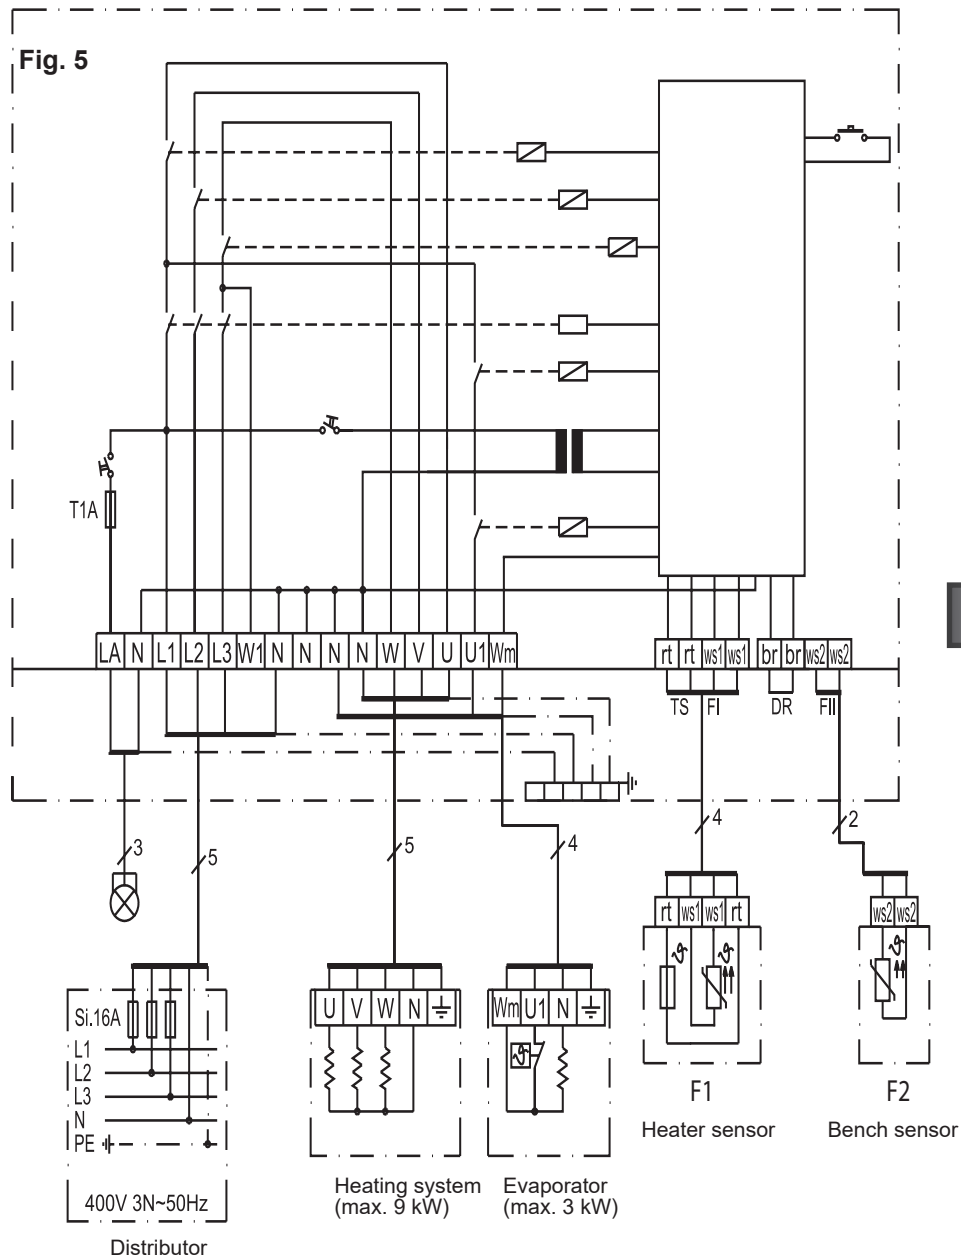 Fig. 5
T1A
LA N L1 L2 L3 W1 N N N N W V U U1 Wm
rt rt ws1 ws1 br br ws2 ws2
TS FI DR FII
3
5
5
4
4
2
rt ws1 ws1 rt
ws2 ws2
ϑ
ϑ
ϑ
Si.16A
L1
L2
L3
N
PE
400V 3N~50Hz
Distributor
U V W N
Heating system
(max. 9 kW)
Wm U1 N
ϑ
Evaporator
(max. 3 kW)
F1
Heater sensor
F2
Bench sensor